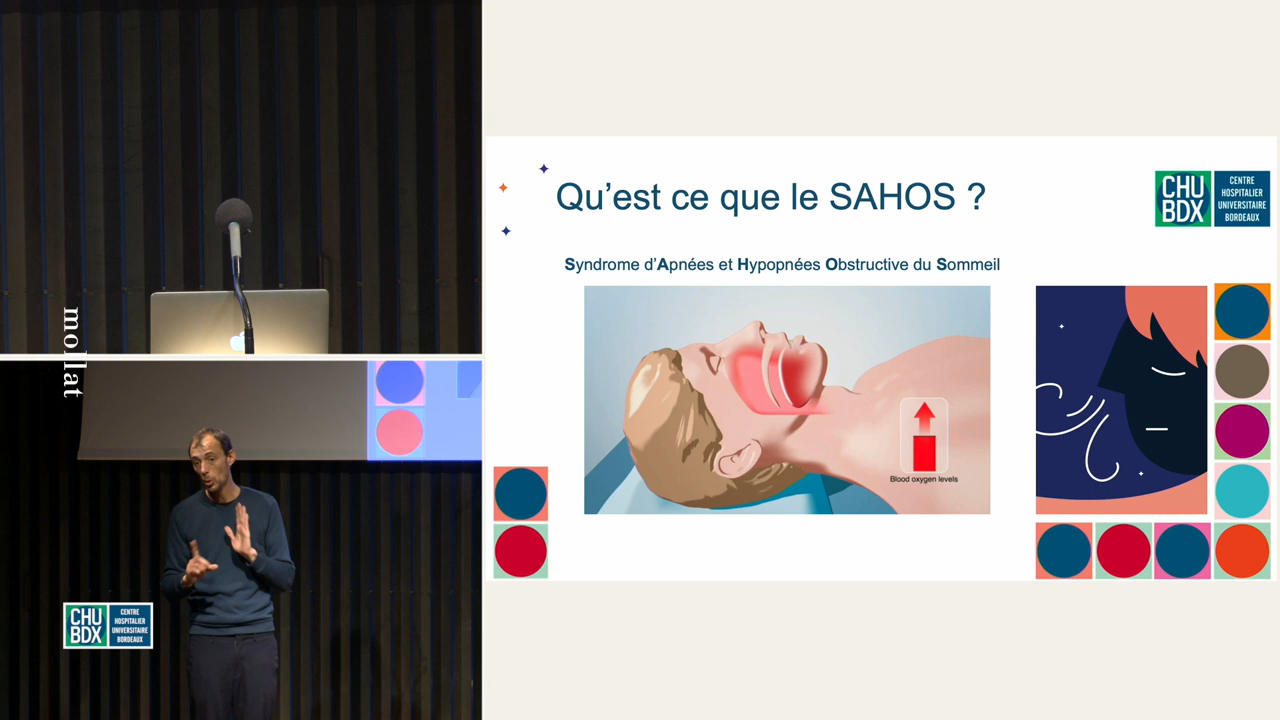 mollat
CHU
BDX
CENTRE
HOSPITALIER
UNIVERSITAIRE
BORDEAUX
Qu’est ce que le SAHOS ?
CHU
BDX
CENTRE
HOSPITALIER
UNIVERSITAIRE
BORDEAUX
Syndrome d’Apnées et Hypopnées Obstructive du Sommeil
Blood oxygen levels